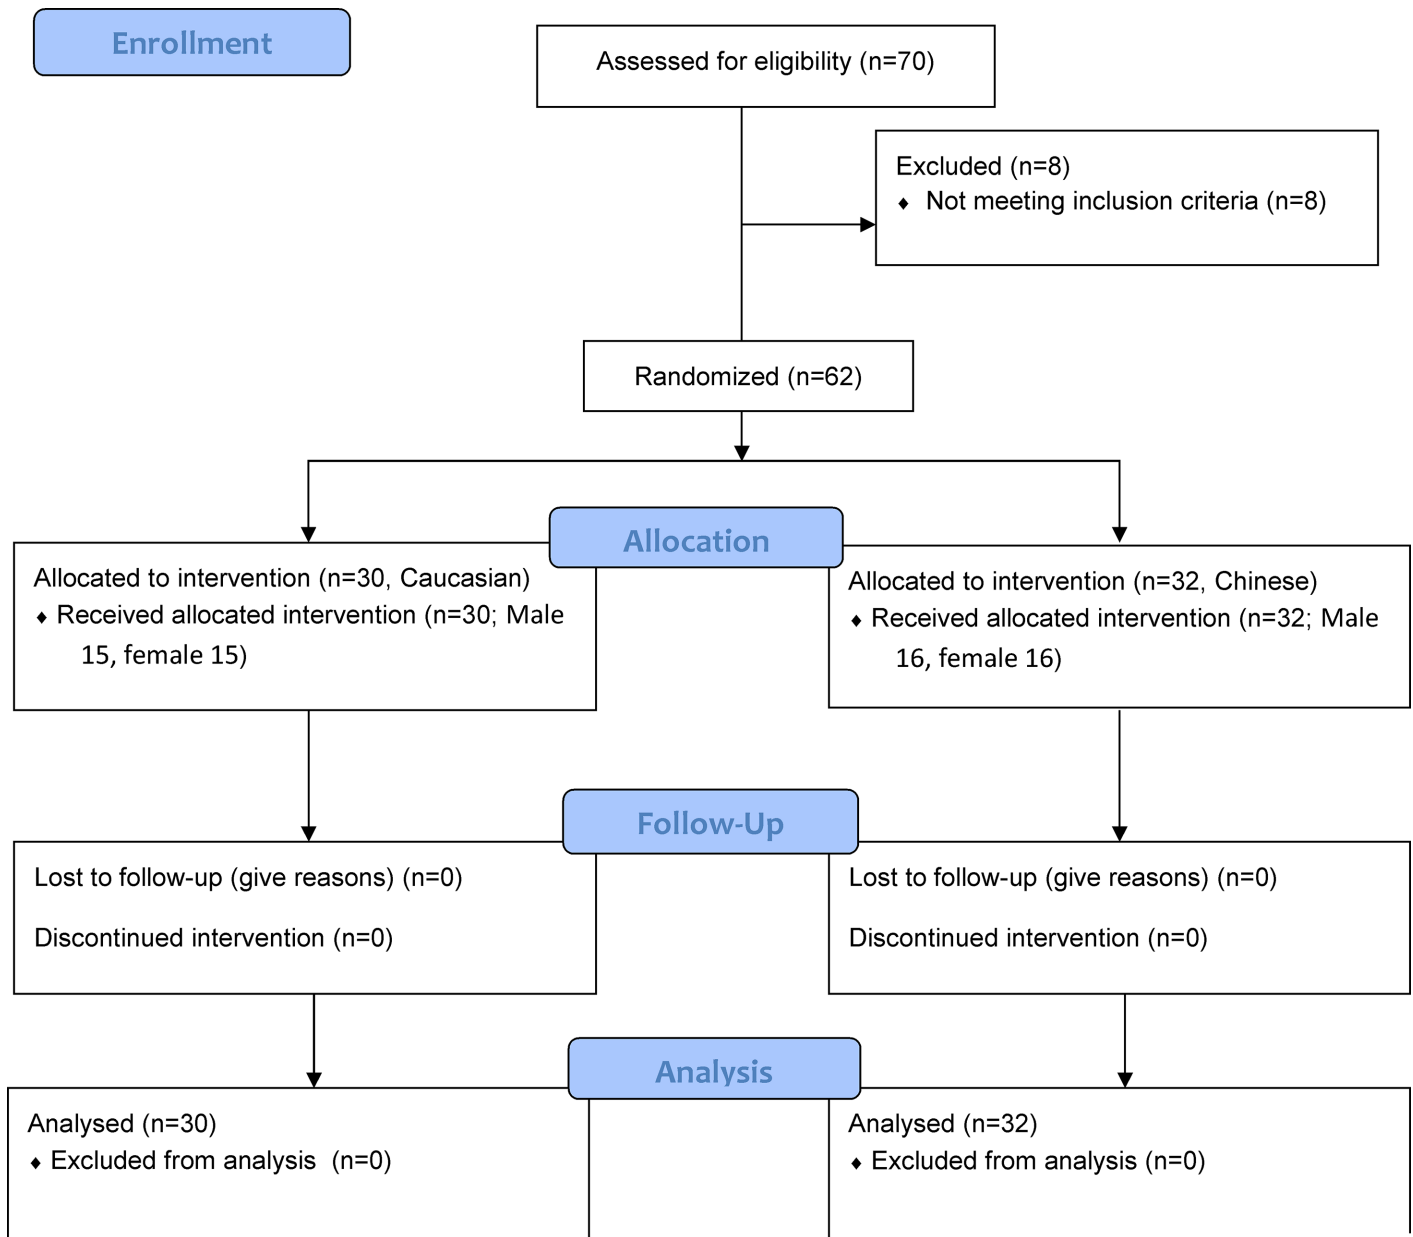 Enrollment
Assessed for eligibility (n=70)
Excluded (n=8)
♦ Not meeting inclusion criteria (n=8)
Randomized (n=62)
Allocation
Allocated to intervention (n=30, Caucasian)
♦ Received allocated intervention (n=30; Male
15, female 15)
Allocated to intervention (n=32, Chinese)
♦ Received allocated intervention (n=32; Male
16, female 16)
Follow-Up
Lost to follow-up (give reasons) (n=0)
Discontinued intervention (n=0)
Lost to follow-up (give reasons) (n=0)
Discontinued intervention (n=0)
Analysis
Analysed (n=30)
♦ Excluded from analysis (n=0)
Analysed (n=32)
♦ Excluded from analysis (n=0)